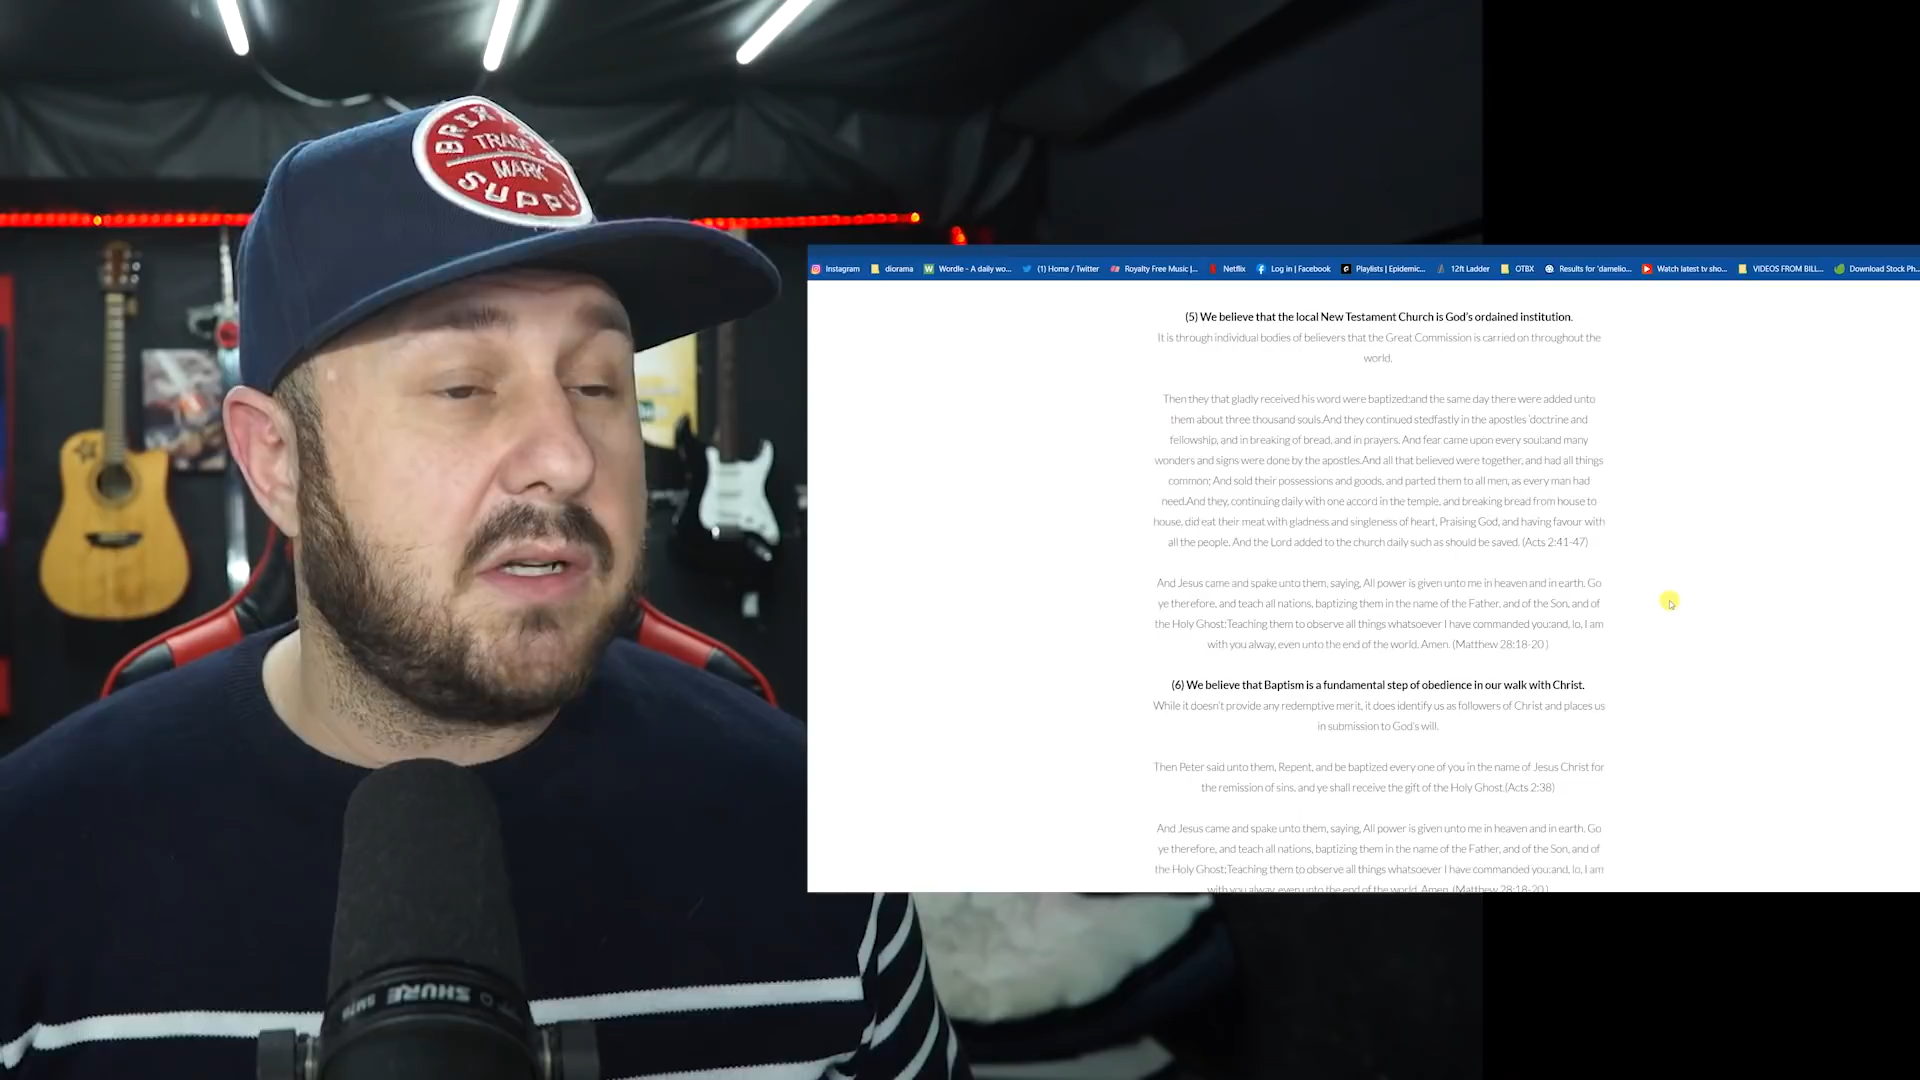 TRADE
MARK
SUPPL
Instagram
diorama
Wordle - A daily wo...
(1) Home / Twitter
Royalty Free Music |...
Netflix
Log in | Facebook
Playlists | Epidemic...
12ft Ladder
OTBX
Results for 'damelio...
Watch latest tv sho...
VIDEOS FROM BILL...
Download Stock Ph...
(5) We believe that the local New Testament Church is God's ordained institution.
It is through individual bodies of believers that the Great Commission is carried on throughout the
world.
Then they that gladly received his word were baptized:and the same day there were added unto
them about three thousand souls.And they continued stedfastly in the apostles 'doctrine and
fellowship, and in breaking of bread, and in prayers. And fear came upon every soul:and many
wonders and signs were done by the apostles.And all that believed were together, and had all things
common; And sold their possessions and goods, and parted them to all men, as every man had
need.And they, continuing daily with one accord in the temple, and breaking bread from house to
house, did eat their meat with gladness and singleness of heart, Praising God, and having favour with
all the people. And the Lord added to the church daily such as should be saved. (Acts 2:41-47)
And Jesus came and spake unto them, saying, All power is given unto me in heaven and in earth. Go
ye therefore, and teach all nations, baptizing them in the name of the Father, and of the Son, and of
the Holy Ghost:Teaching them to observe all things whatsoever I have commanded you:and, lo, I am
with you alway, even unto the end of the world. Amen. (Matthew 28:18-20 )
(6) We believe that Baptism is a fundamental step of obedience in our walk with Christ.
While it doesn't provide any redemptive merit, it does identify us as followers of Christ and places us
in submission to God's will.
Then Peter said unto them, Repent, and be baptized every one of you in the name of Jesus Christ for
the remission of sins, and ye shall receive the gift of the Holy Ghost.(Acts 2:38)
And Jesus came and spake unto them, saying, All power is given unto me in heaven and in earth. Go
ye therefore, and teach all nations, baptizing them in the name of the Father, and of the Son, and of
the Holy Ghost:Teaching them to observe all things whatsoever I have commanded you:and, lo, I am
with you alway, even unto the end of the world. Amen. (Matthew 28:18-20 )
SHURE SM7B